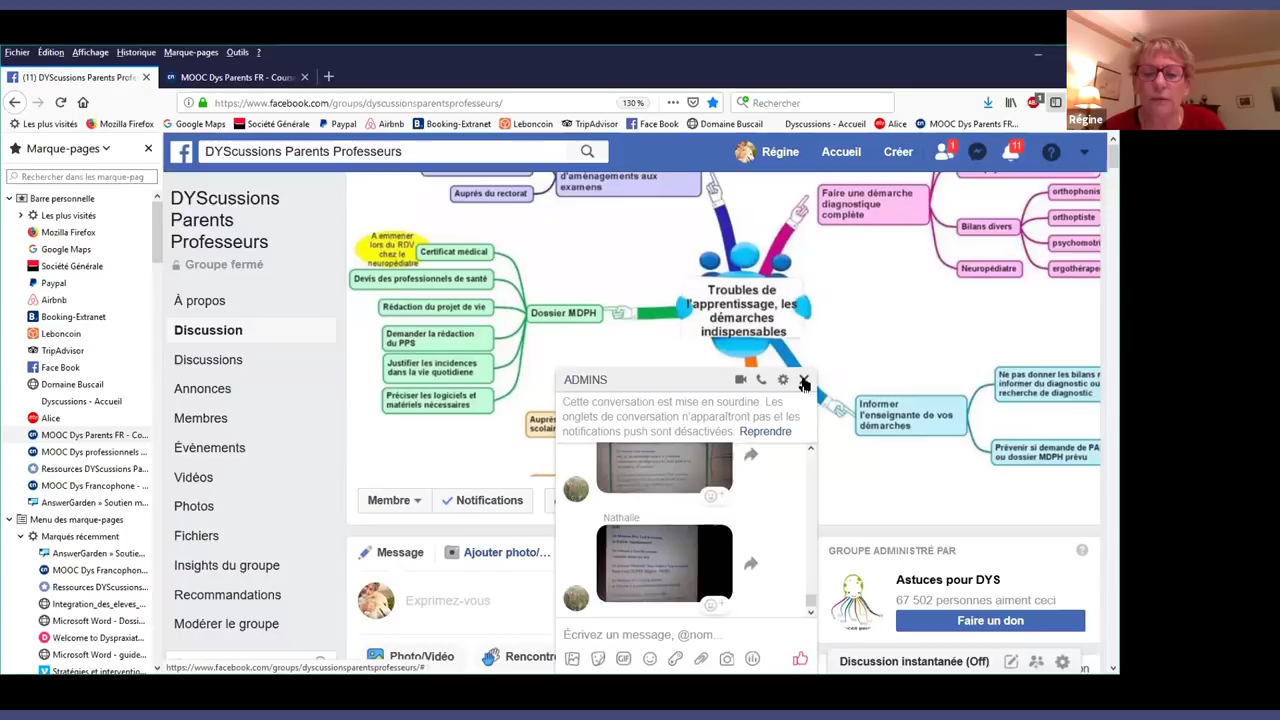 Fichier Édition Affichage Historique Marque-pages Outils ?
(11) DYScussions Parents Profe
MOOC Dys Parents FR - Cours
https://www.facebook.com/groups/dyscussionsparentsprofesseurs/
130 %
Rechercher
Les plus visités Mozilla Firefox Google Maps Société Générale Paypal Airbnb Booking-Extranet Leboncoin TripAdvisor Face Book Domaine Buscail Dyscussions - Accueil Alice MOOC Dys Parents FR...
Régine
Marque-pages
Rechercher dans les marque-pag
Barre personnelle
Les plus visités
Mozilla Firefox
Google Maps
Société Générale
Paypal
Airbnb
Booking-Extranet
Leboncoin
TripAdvisor
Face Book
Domaine Buscail
Dyscussions - Accueil
Alice
MOOC Dys Parents FR - Co...
MOOC Dys professionnels ...
Ressources DYScussions Pa...
MOOC Dys Francophone - ...
AnswerGarden » Soutien m...
Menu des marque-pages
Marqués récemment
AnswerGarden » Soutie...
MOOC Dys Francophon...
Ressources DYScussions...
Integration_des_eleves_...
Microsoft Word - Dossi...
Welcome to Dyspraxiat...
Microsoft Word - guide...
Stratégies et interventi...
DYScussions Parents Professeurs
Régine
Accueil
Créer
1
11
DYScussions
Parents
Professeurs
Groupe fermé
À propos
Discussion
Discussions
Annonces
Membres
Évènements
Vidéos
Photos
Fichiers
Insights du groupe
Recommandations
Modérer le groupe
https://www.facebook.com/groups/dyscussionsparentsprofesseurs/#
d'aménagements aux
examens
Auprés du rectorat
A emmener
lors du RDV
chez le
neuropédiatre
Certificat médical
Devis des professionnels de santé
Rédaction du projet de vie
Demander la rédaction
du PPS
Justifier les incidences
dans la vie quotidienne
Préciser les logiciels et
matériels nécessaires
Dossier MDPH
Troubles de
l'apprentissage, les
démarches
indispensables
Faire une démarche
diagnostique
complète
Bilans divers
Neuropédiatre
orthophonis
orthoptiste
psychomotri
ergothérape
Informer
l'enseignante de vos
démarches
Ne pas donner les bilans
informer du diagnostic ou
recherche de diagnostic
Prévenir si demande de PA
ou dossier MDPH prévu
Auprès
scolair
ADMINS
Cette conversation est mise en sourdine. Les
onglets de conversation n'apparaîtront pas et les
notifications push sont désactivées. Reprendre
Nathalie
Écrivez un message, @nom...
GIF
Membre
Notifications
Message
Ajouter photo/...
Exprimez-vous
Photo/Vidéo
Rencontre
GROUPE ADMINISTRÉ PAR
Astuces pour DYS
67 502 personnes aiment ceci
Faire un don
Discussion instantanée (Off)